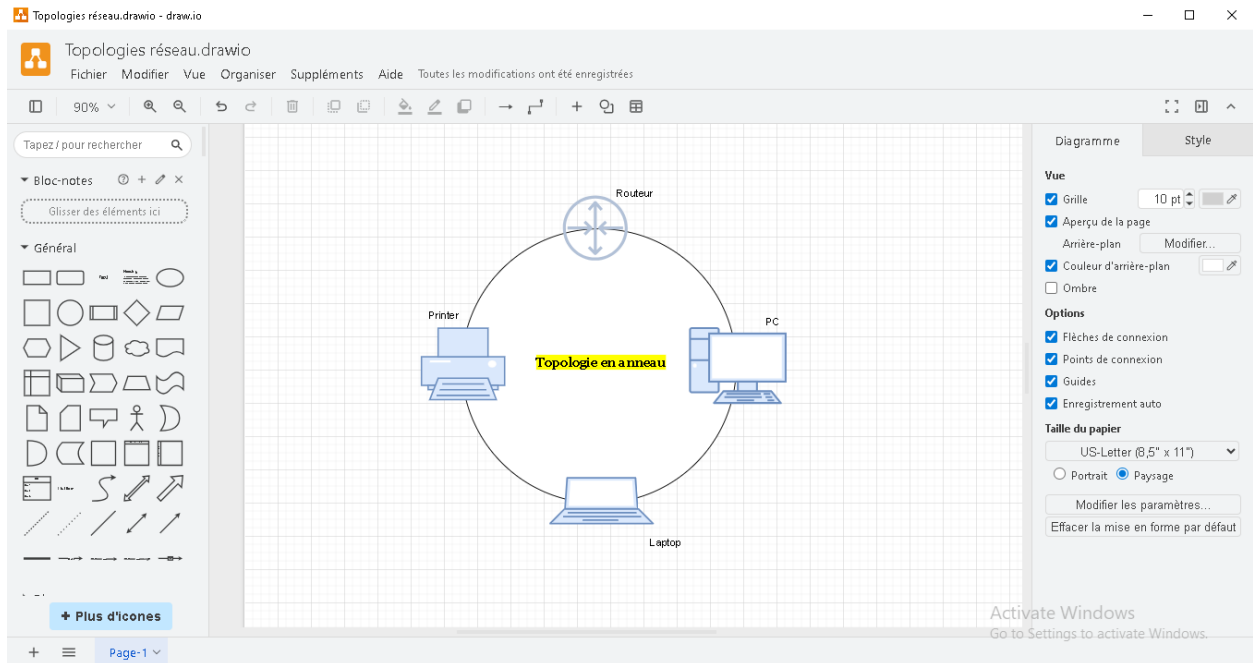 Topologies réseau.drawio - draw.io
Topologies réseau.drawio
Fichier Modifier Vue Organiser Suppléments Aide Toutes les modifications ont été enregistrées
90%
Tapez / pour rechercher
Bloc-notes
Glisser des éléments ici
Général
+ Plus d'icones
Page-1
Routeur
Printer
PC
Topologie en anneau
Laptop
Diagramme Style
Vue
Grille 10 pt
Aperçu de la page
Arrière-plan Modifier...
Couleur d'arrière-plan
Ombre
Options
Flèches de connexion
Points de connexion
Guides
Enregistrement auto
Taille du papier
US-Letter (8,5" x 11")
Portrait Paysage
Modifier les paramètres...
Effacer la mise en forme par défaut
Activate Windows
Go to Settings to activate Windows.